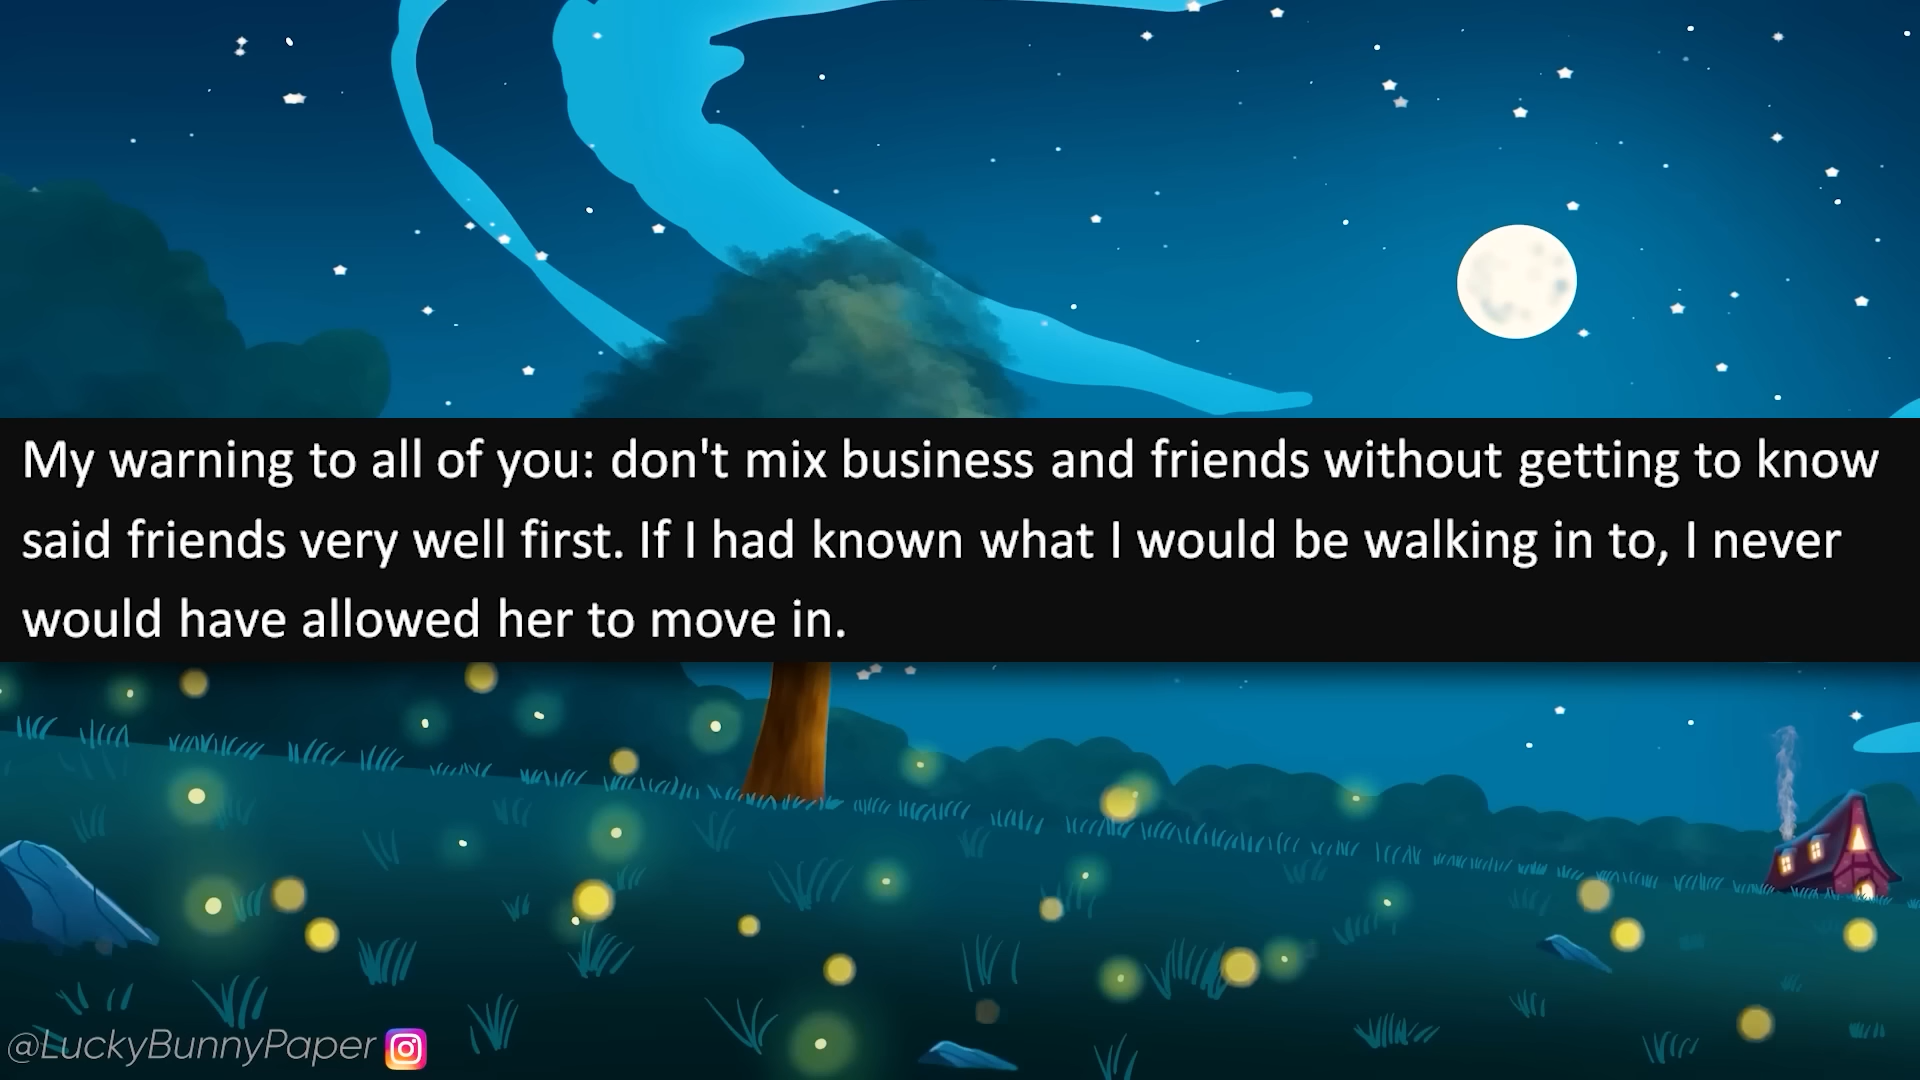 My warning to all of you: don't mix business and friends without getting to know
said friends very well first. If I had known what I would be walking in to, I never
would have allowed her to move in.
@LuckyBunnyPaper